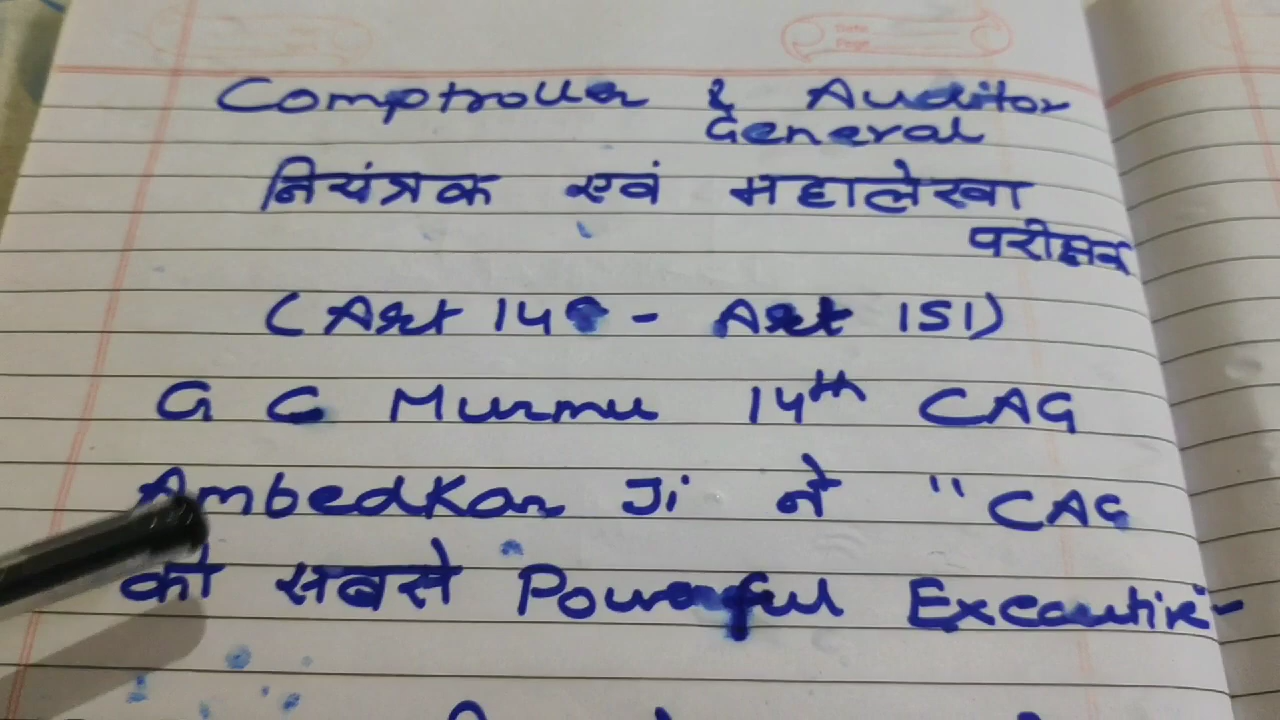 Comptroller & Auditor
General
नियंत्रक एवं महालेखा
परीक्षक
(Art 148 - Art 151)
G C Murmu 14th CAG
Ambedkar Ji ने "CAG
को सबसे Powerful Executive"-